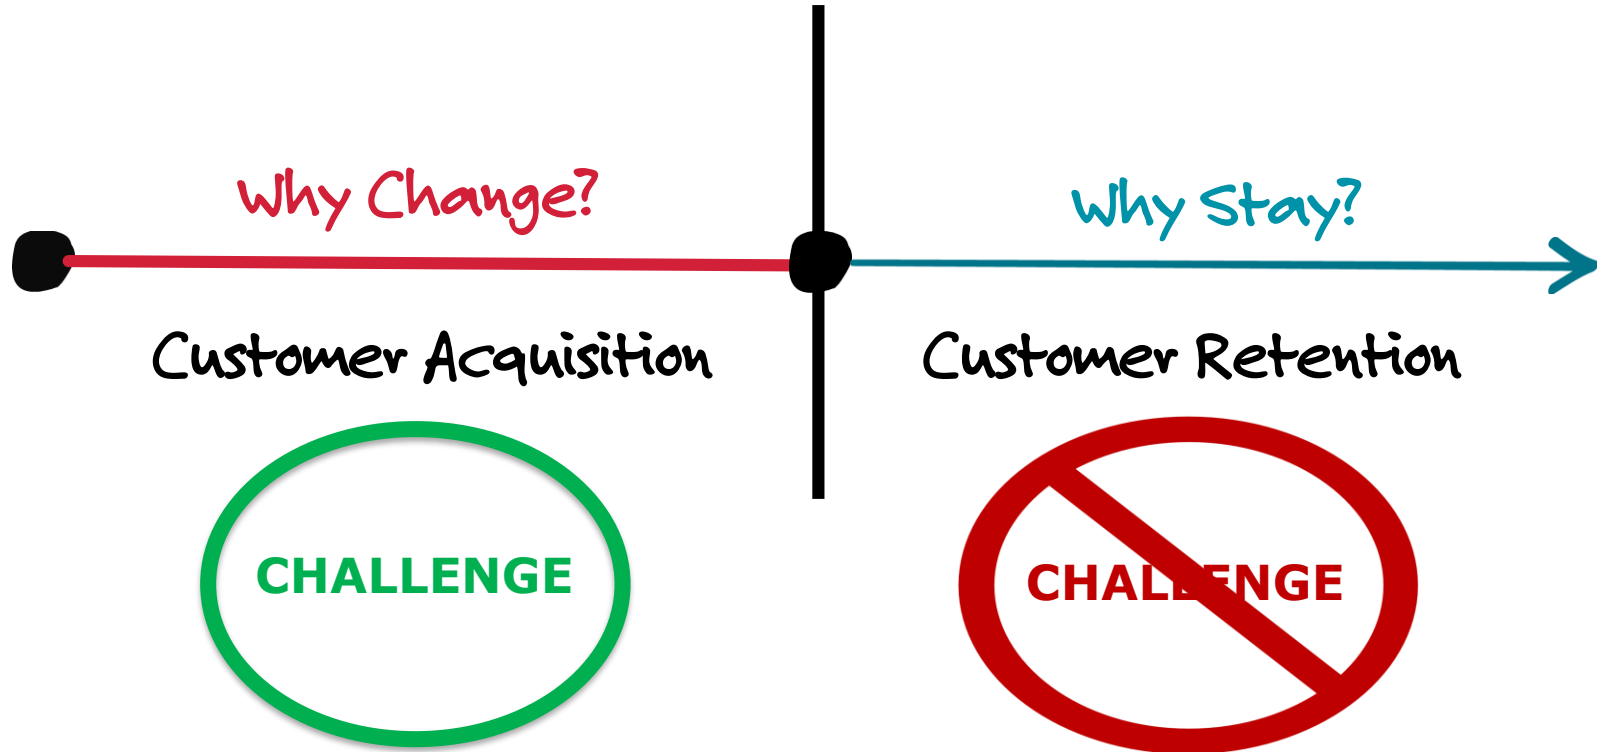 Why Change?
Why Stay?
Customer Acquisition
Customer Retention
CHALLENGE
CHALLENGE